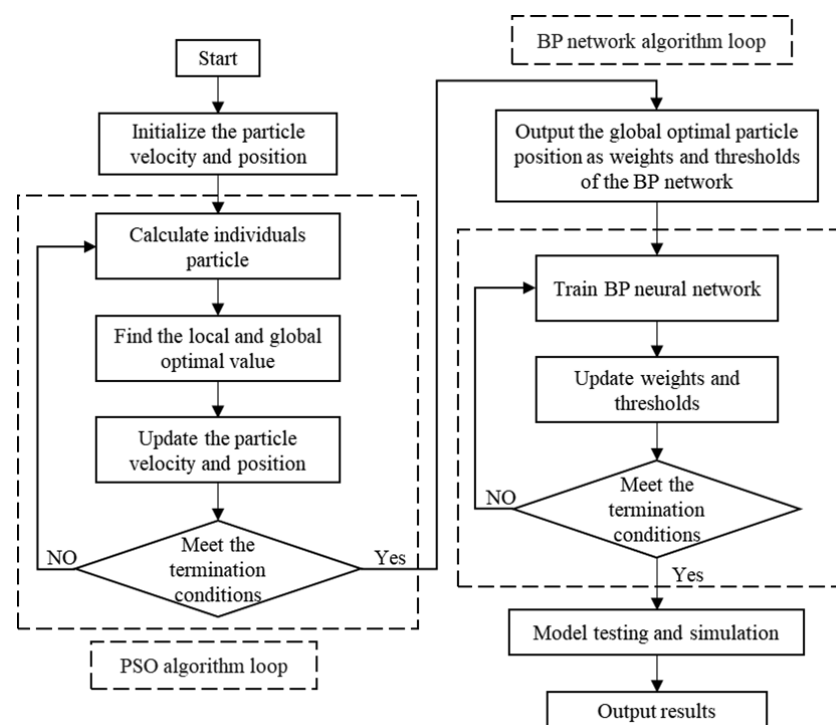 Start
Initialize the particle
velocity and position
Calculate individuals
particle
Find the local and global
optimal value
Update the particle
velocity and position
NO
Meet the
termination
conditions
Yes
PSO algorithm loop
BP network algorithm loop
Output the global optimal particle
position as weights and thresholds
of the BP network
Train BP neural network
Update weights and
thresholds
NO
Meet the
termination
conditions
Yes
Model testing and simulation
Output results